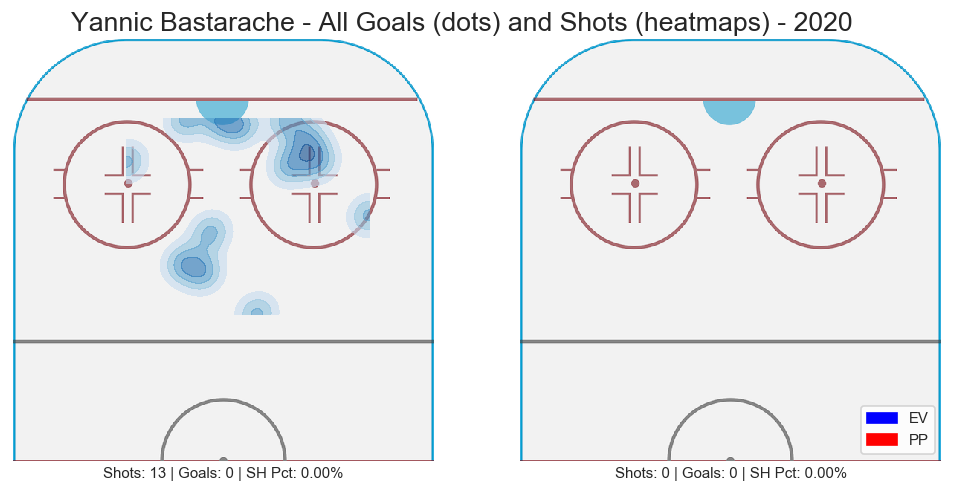 Yannic Bastarache - All Goals (dots) and Shots (heatmaps) - 2020
EV
PP
Shots: 13 | Goals: 0 | SH Pct: 0.00%
Shots: 0 | Goals: 0 | SH Pct: 0.00%